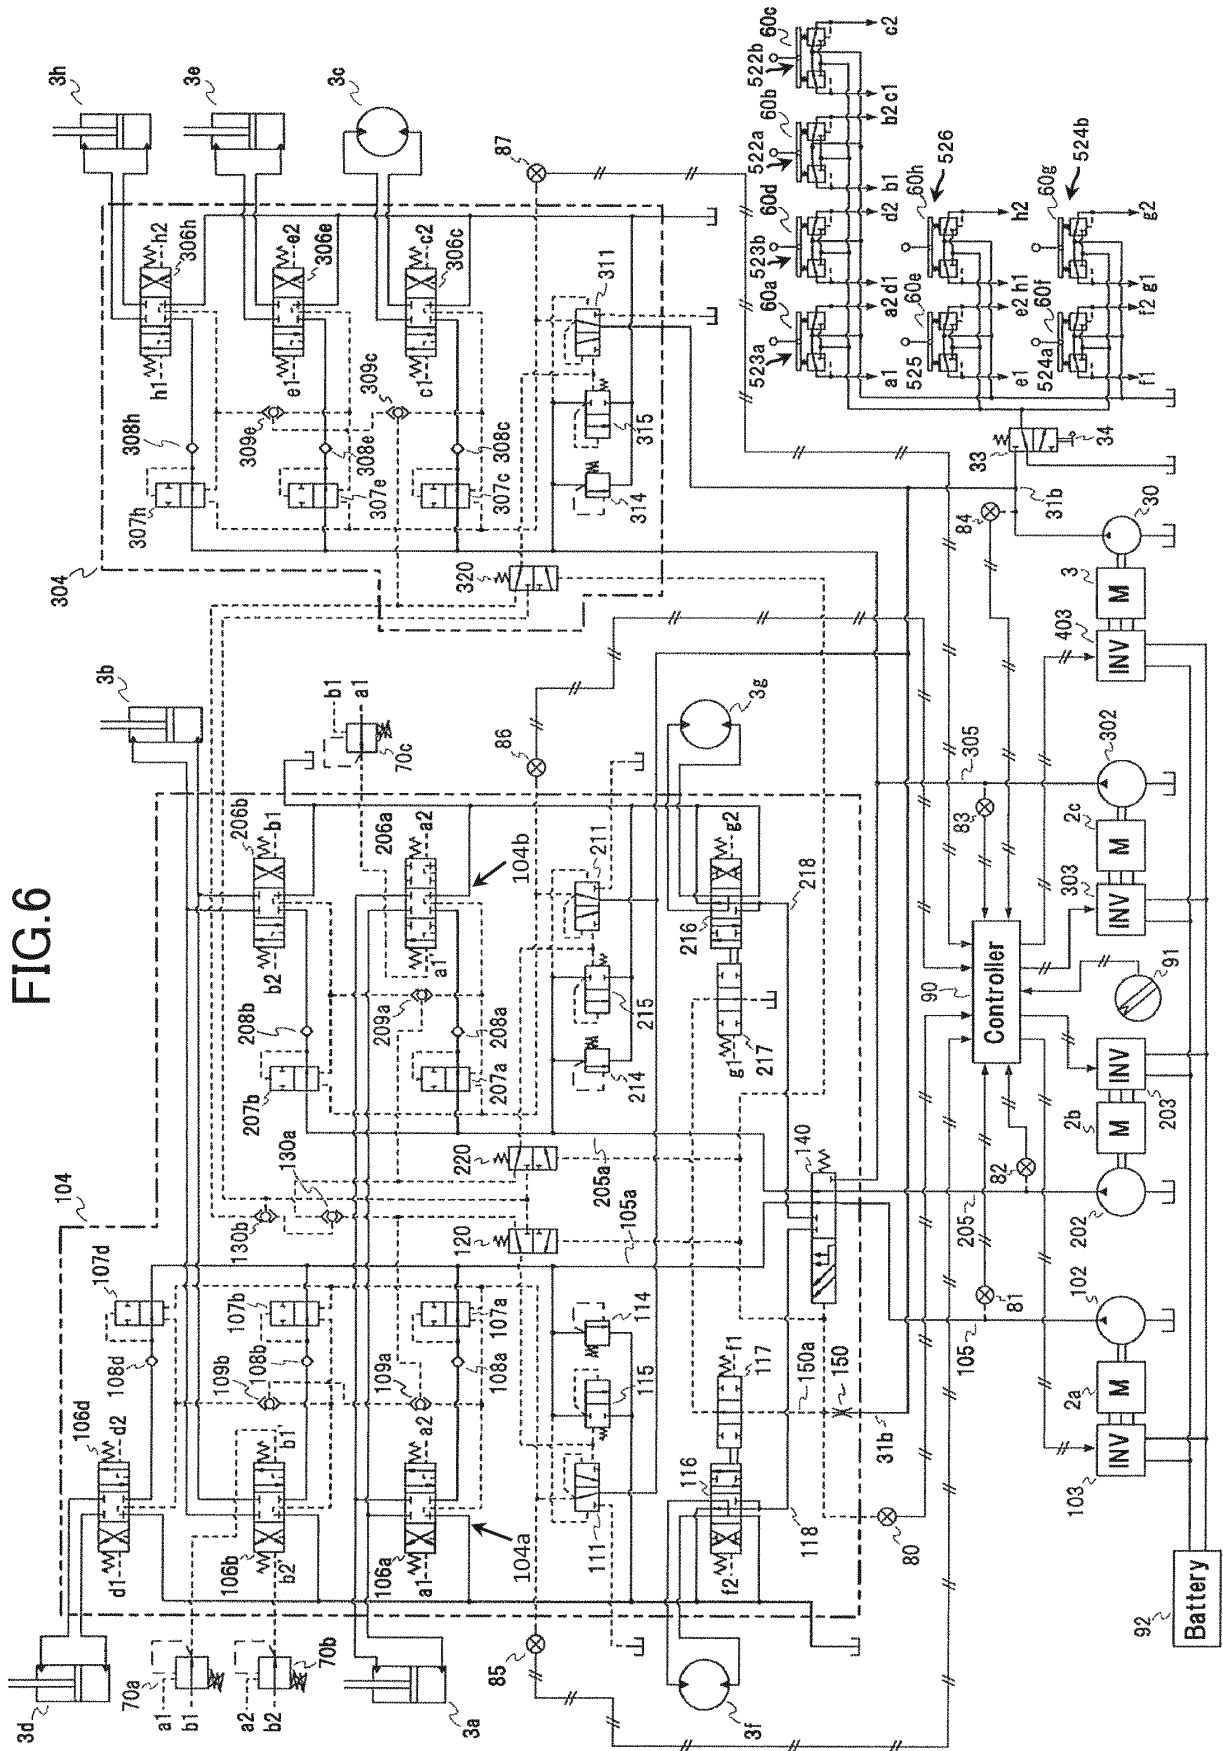 FIG.6
3h
3e
3c
87
h2
306h
e2
306e
c2
306c
311
h1
309e
e1
309c
c1
308h
308e
308c
315
307h
307e
307c
314
304
320
3b
b1
a1
70c
86
3g
206b
b1
206a
a2
104b
211
g2
218
216
b2
a1
208b
209a
208a
215
217
g1
207b
207a
214
130a
220
205a
140
104
130b
120
105a
107d
107b
107a
114
108d
109b
108b
109a
108a
115
150a
150
117
f1
31b
106d
d2
b1
a2
116
118
80
d1
106b
b2
106a
a1
104a
111
f2
3d
70a
a1
b1
70b
a2
b2
3a
85
3f
522b
60c
c2
c1
60b
b2
522a
b1
60d
d2
523b
d1
60a
a2
523a
a1
526
60h
h2
h1
60e
e2
525
e1
524b
60g
g2
g1
60f
f2
524a
f1
33
34
31b
84
30
3
M
403
INV
305
83
302
2c
M
303
INV
90
Controller
91
82
205
202
2b
M
203
INV
81
105
102
2a
M
103
INV
92
Battery